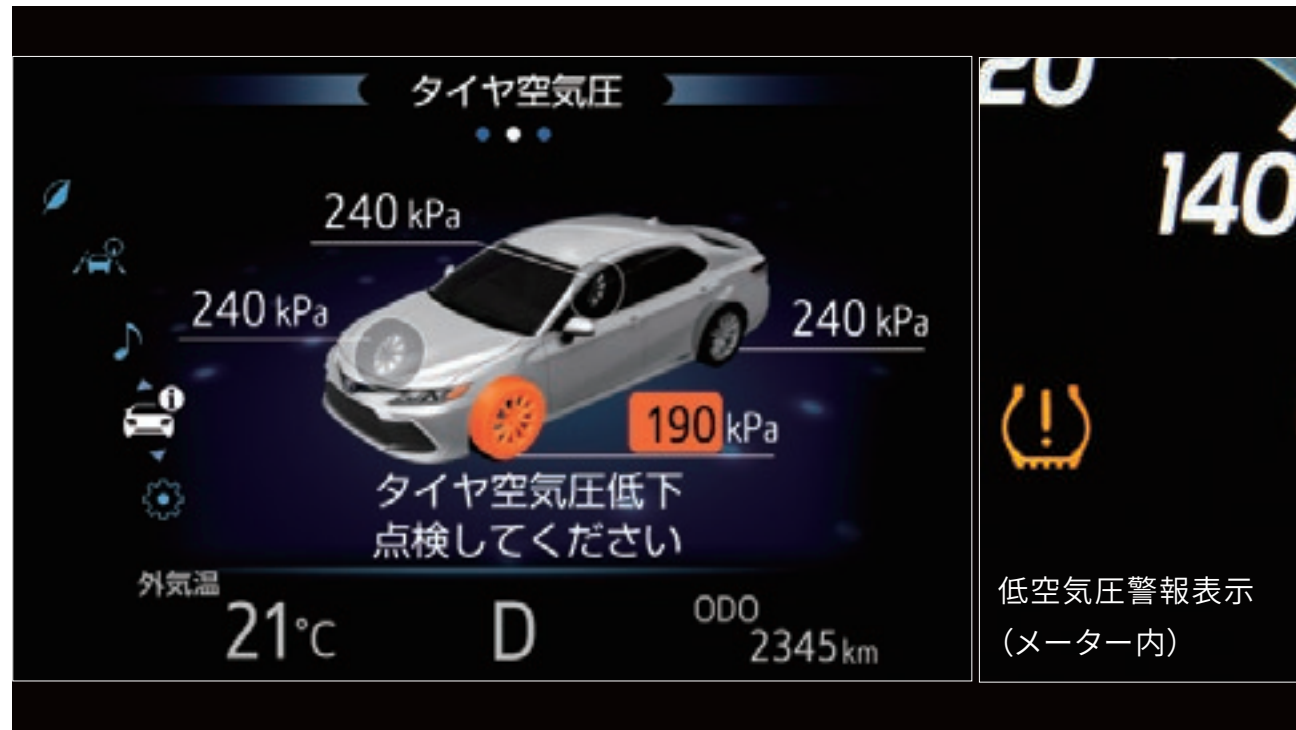 タイヤ空気圧
240 kPa
240 kPa
240 kPa
190 kPa
タイヤ空気圧低下
点検してください
外気温
21℃
D
ODO
2345 km
20
140
低空気圧警報表示
（メーター内）